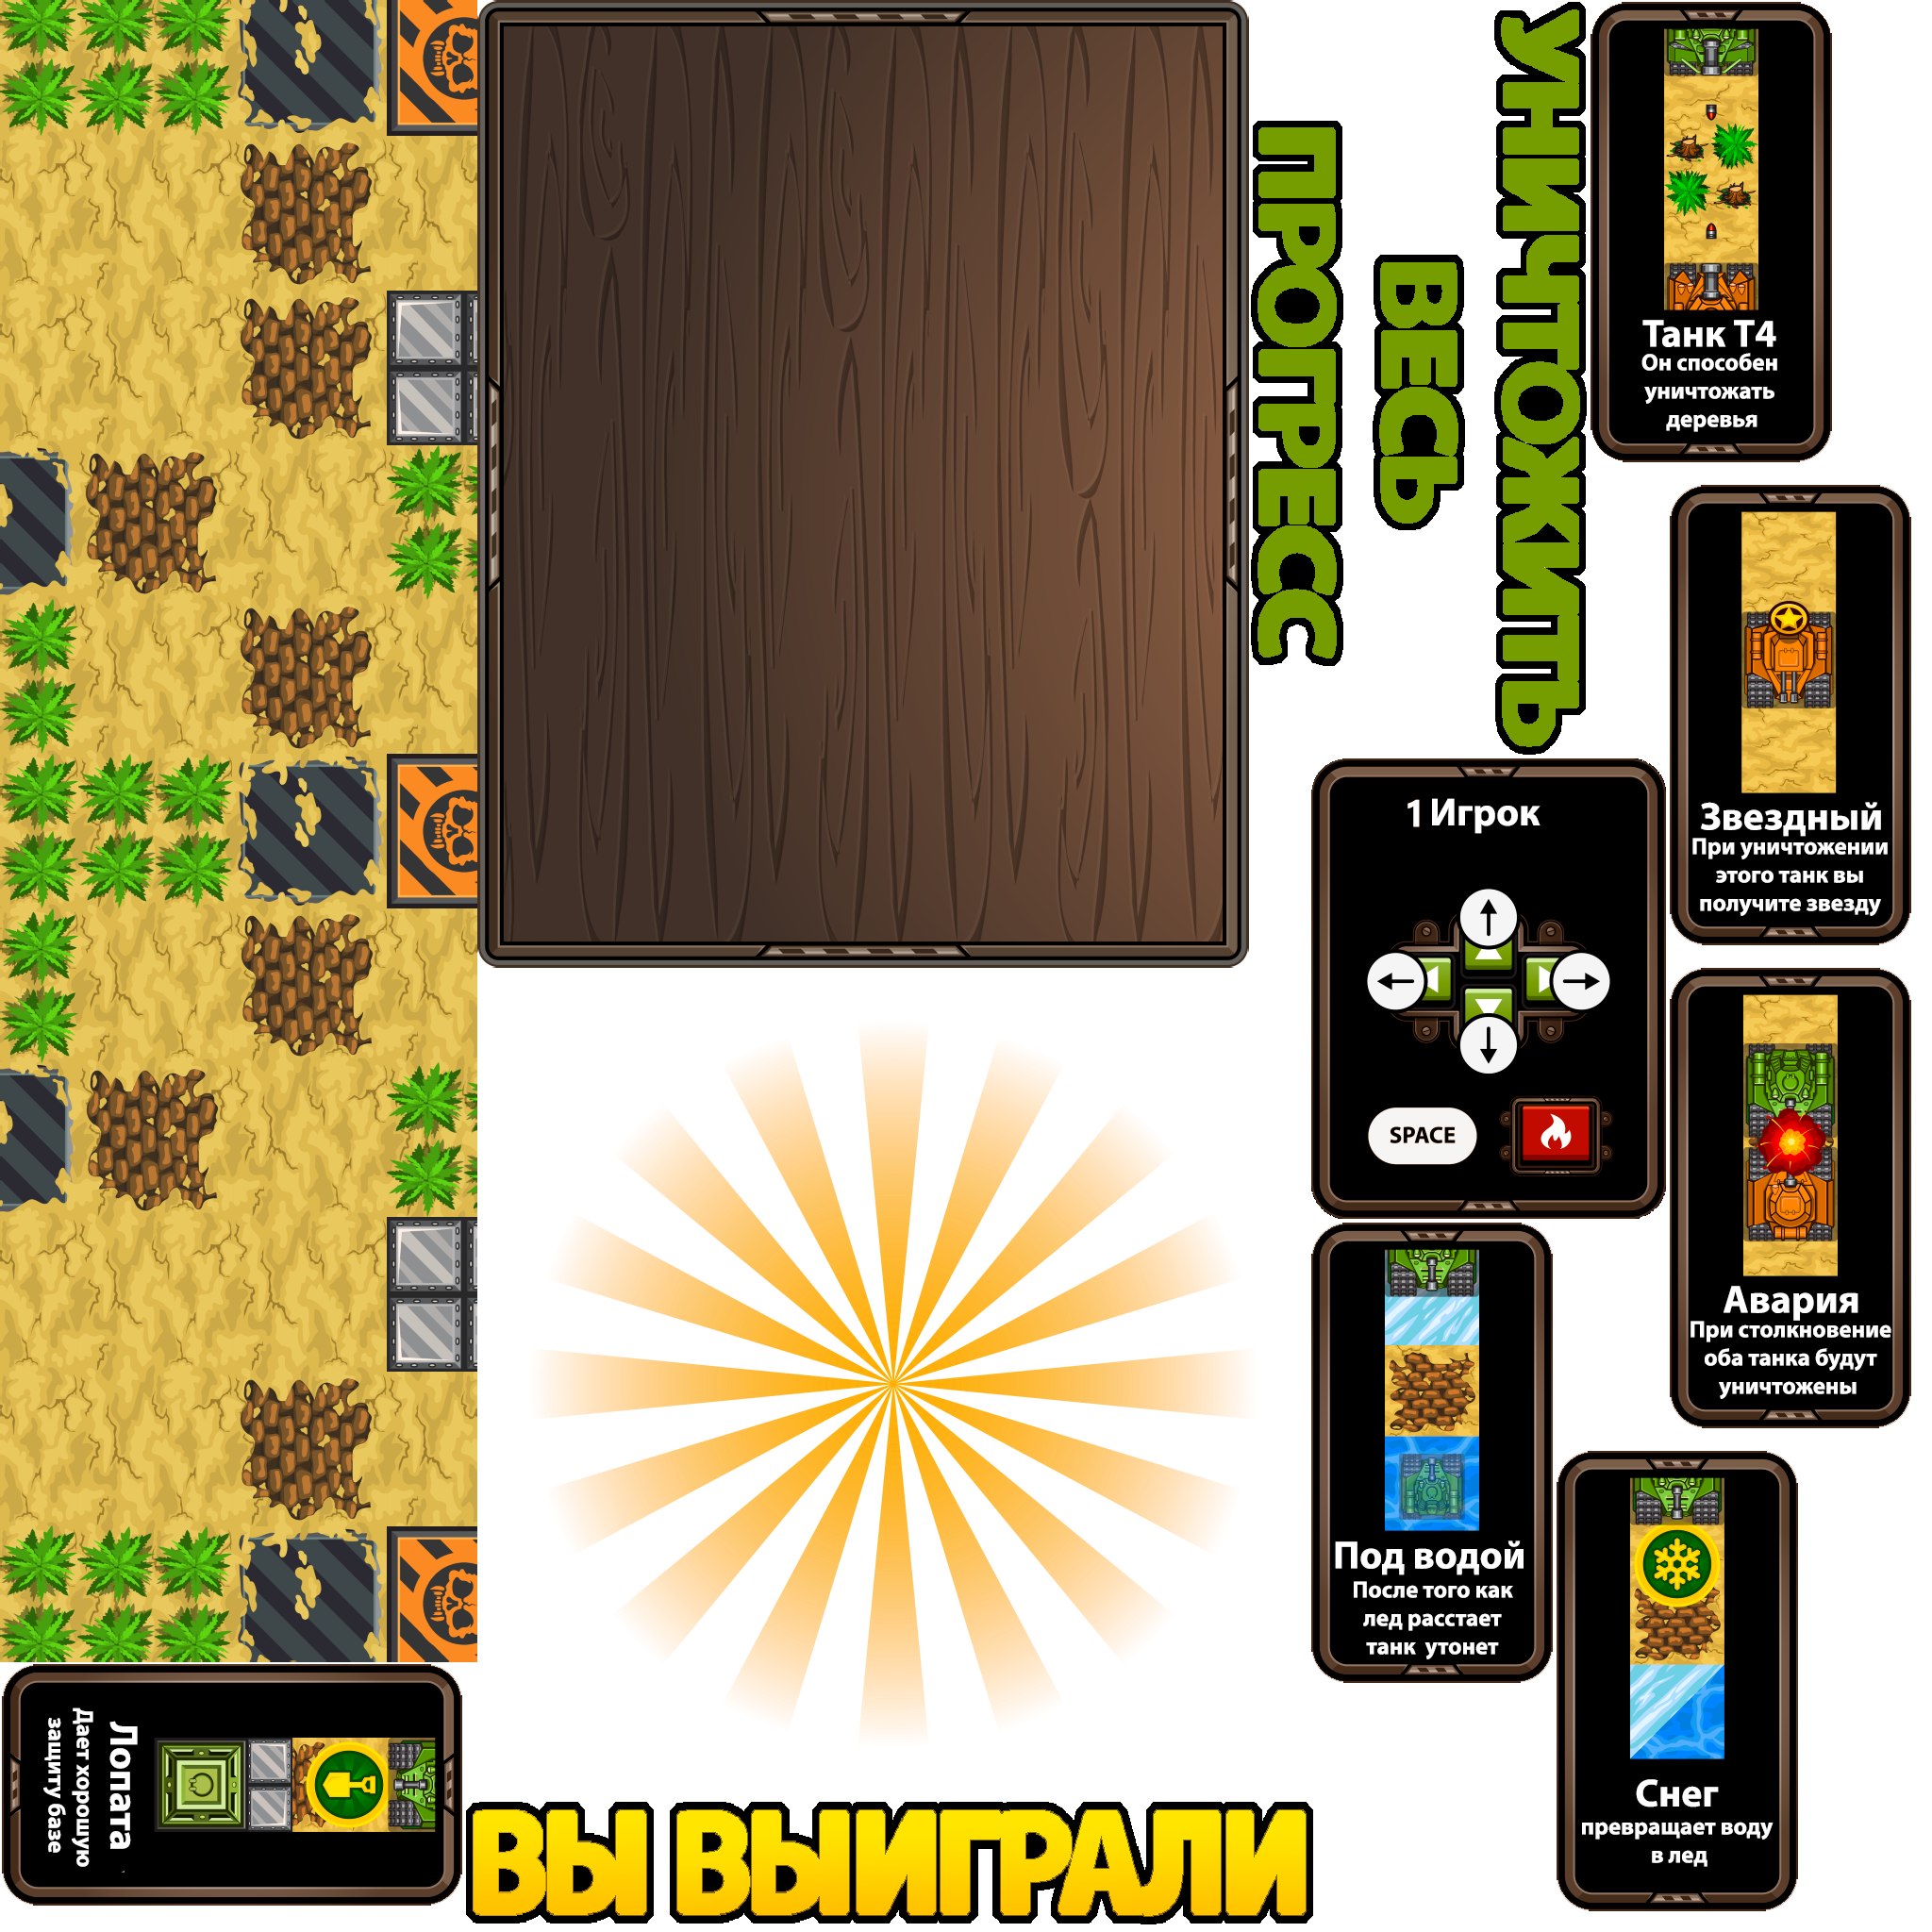 УНИЧТОЖИТЬ
ВЕСЬ
ПРОГРЕСС
Танк Т4
Он способен
уничтожать
деревья
Звездный
При уничтожении
этого танк вы
получите звезду
1 Игрок
SPACE
Авария
При столкновение
оба танка будут
уничтожены
Под водой
После того как
лед расстает
танк утонет
Снег
превращает воду
в лед
Лопата
Дает хорошую
защиту базе
ВЫ ВЫИГРАЛИ